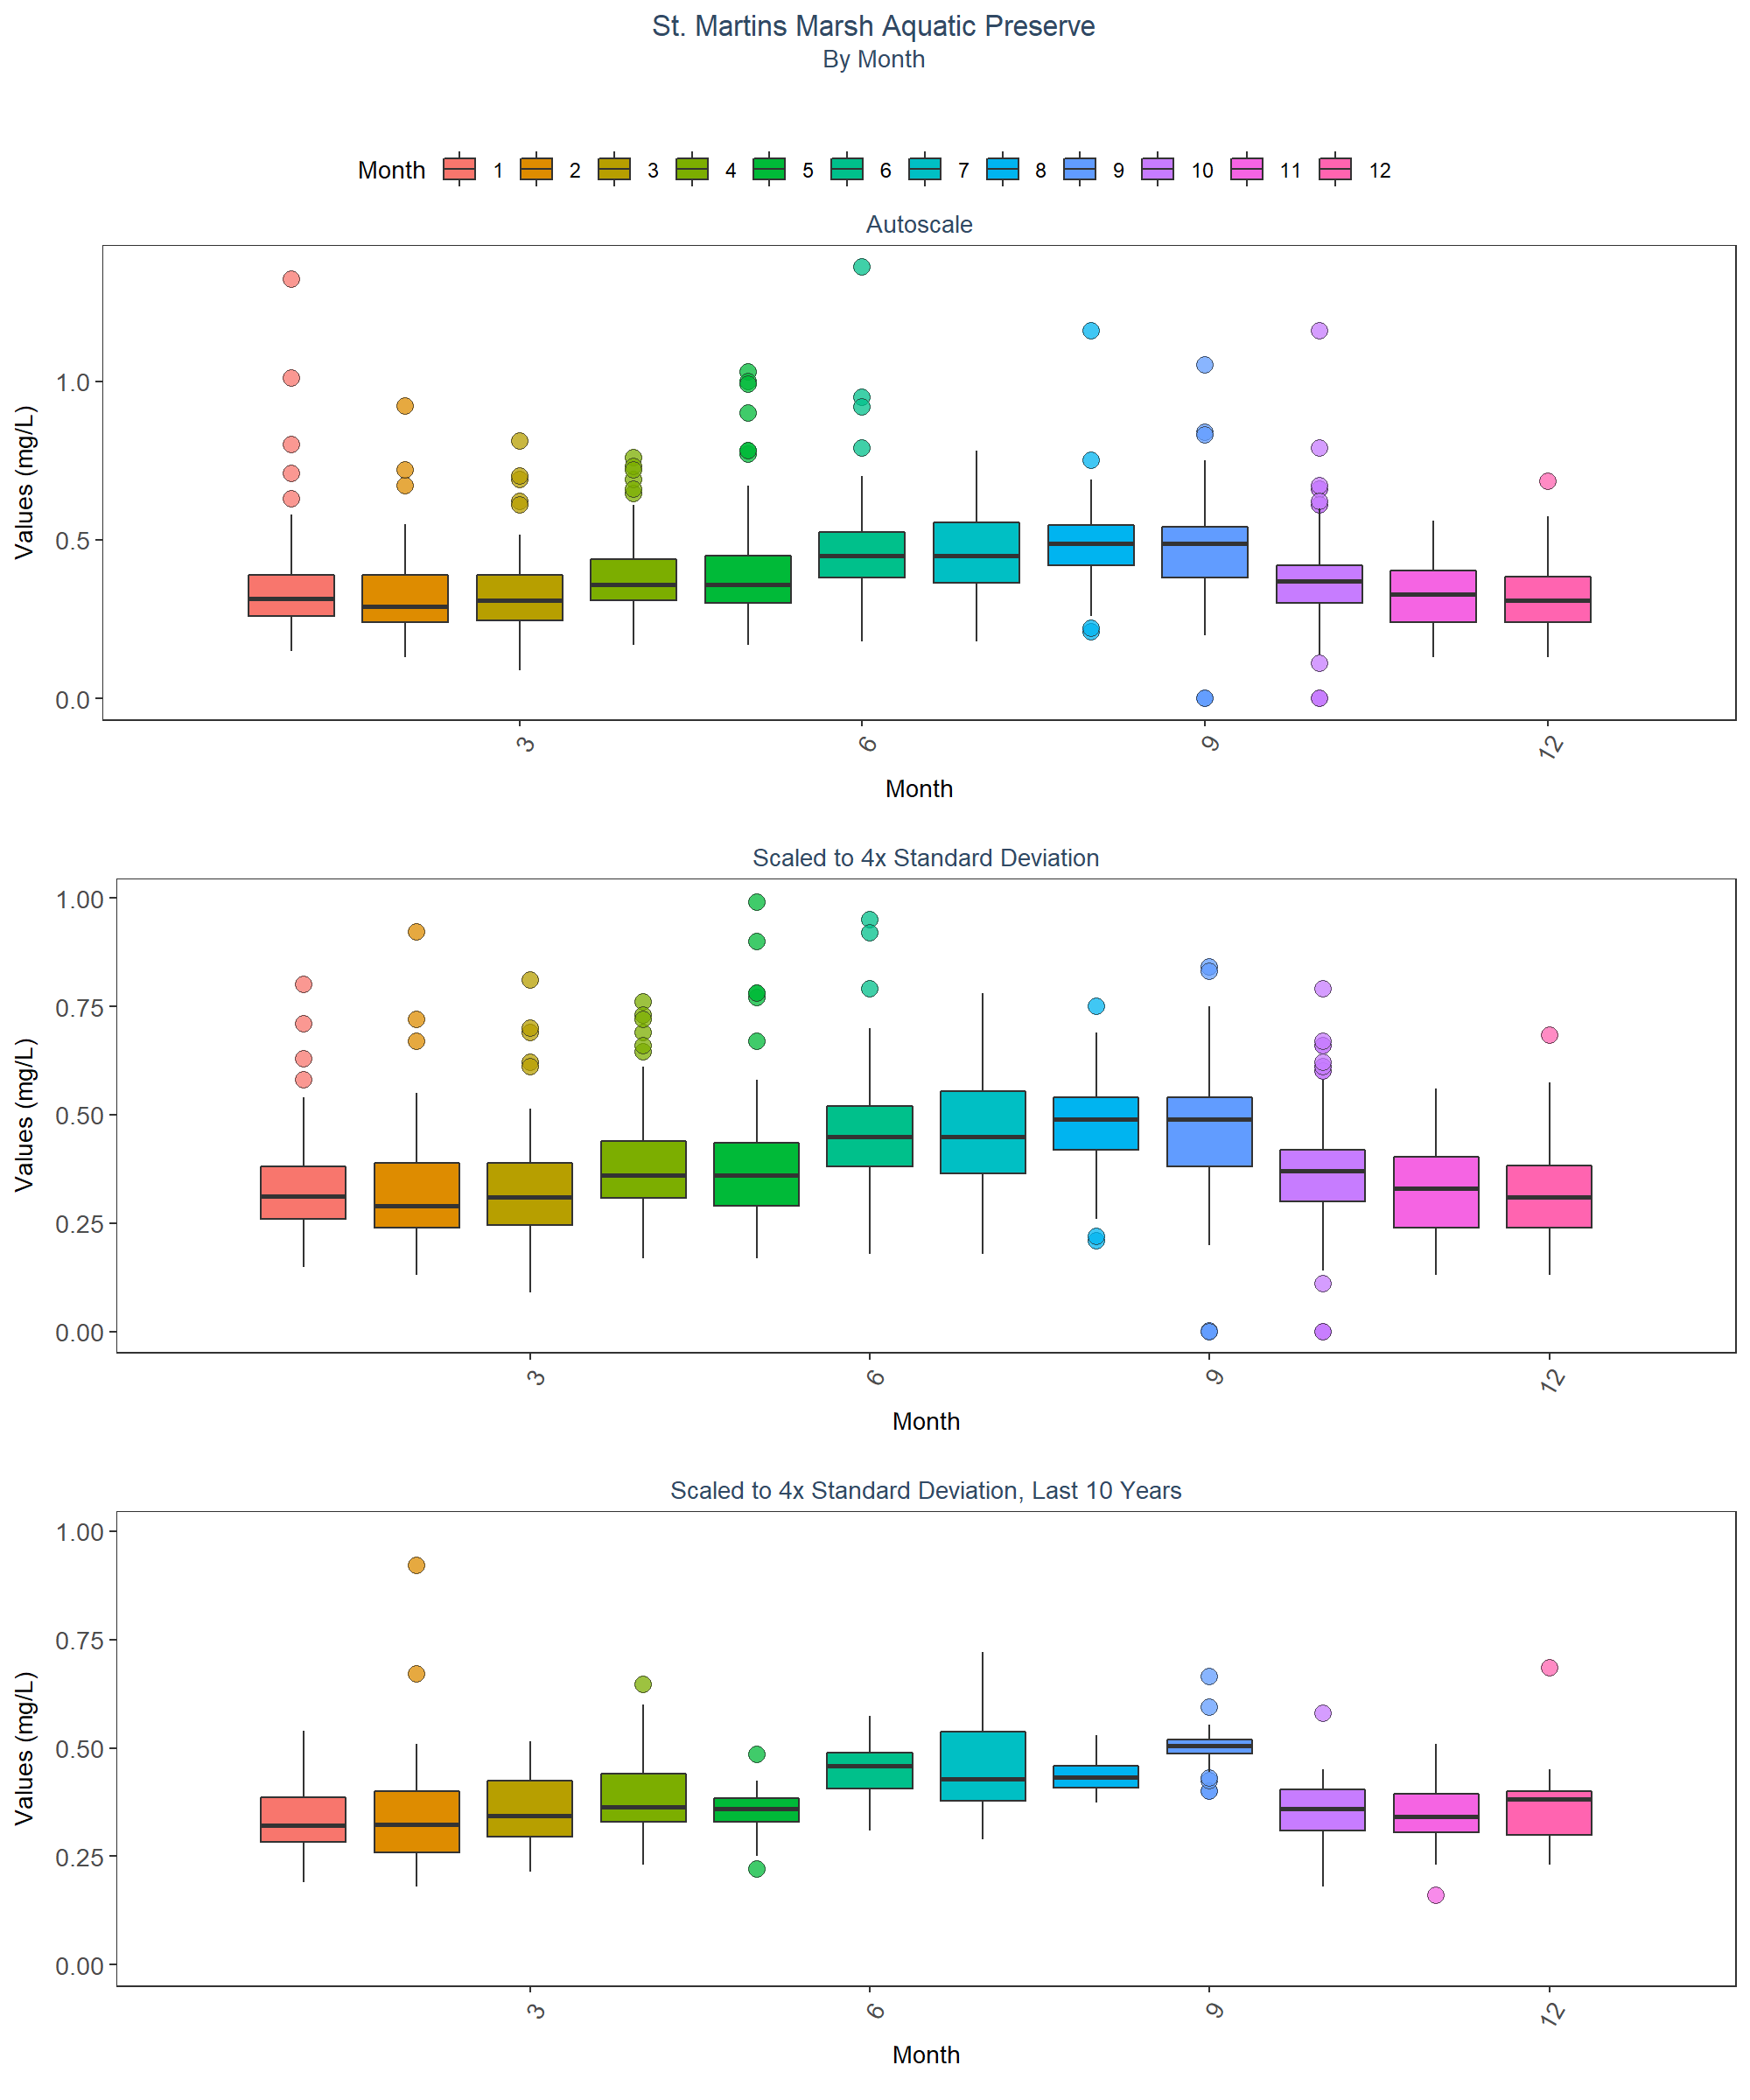 St. Martins Marsh Aquatic Preserve
By Month
Month 1 2 3 4 5 6 7 8 9 10 11 12
Autoscale
Values (mg/L)
1.0
0.5
0.0
3 6 9 12
Month
Scaled to 4x Standard Deviation
Values (mg/L)
1.00
0.75
0.50
0.25
0.00
3 6 9 12
Month
Scaled to 4x Standard Deviation, Last 10 Years
Values (mg/L)
1.00
0.75
0.50
0.25
0.00
3 6 9 12
Month